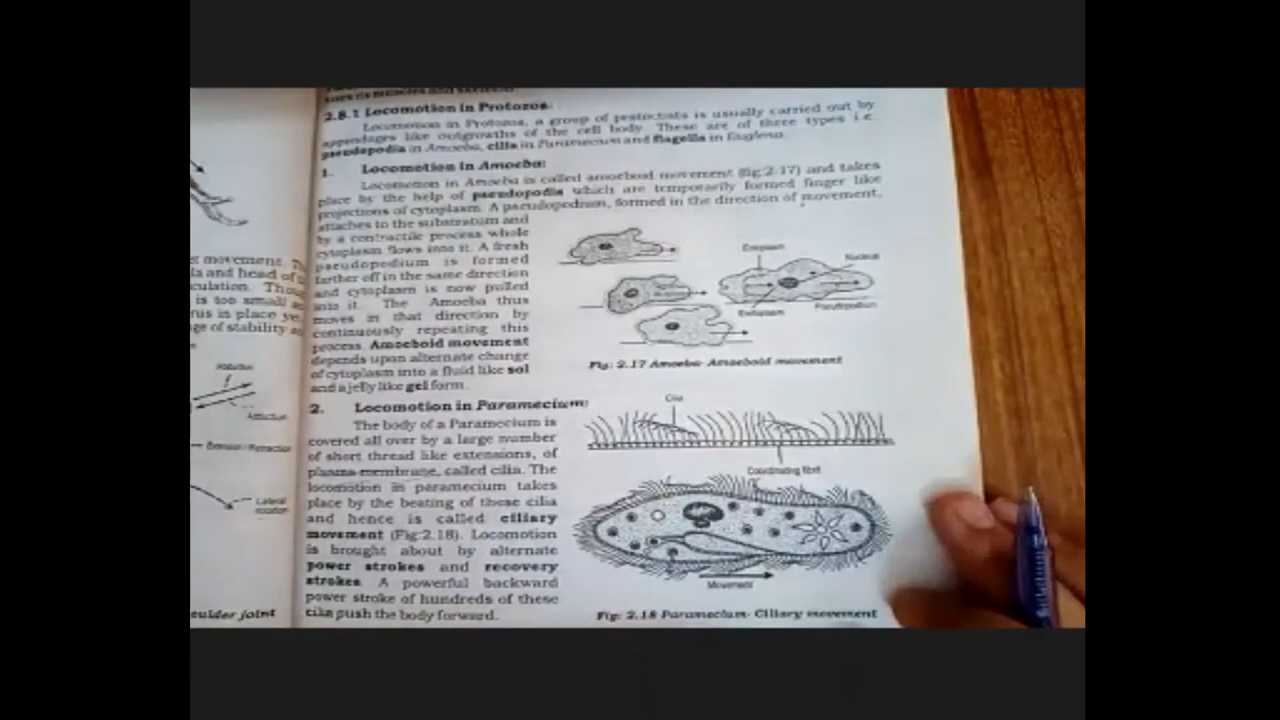 2.8.1 Locomotion in Protozoa:
Locomotion in Protozoa, a group of protoctists is usually carried out by
appendages like outgrowths of the cell body. These are of three types i.e.
pseudopodia in Amoeba, cilia in Paramecium and flagella in Euglena.
1. Locomotion in Amoeba:
Locomotion in Amoeba is called amoeboid movement (fig:2.17) and takes
place by the help of pseudopodia which are temporarily formed finger like
projections of cytoplasm. A pseudopodium, formed in the direction of movement,
attaches to the substratum and
by a contractile process whole
cytoplasm flows into it. A fresh
pseudopodium is formed
farther off in the same direction
and cytoplasm is now pulled
into it. The Amoeba thus
moves in that direction by
continuously repeating this
process. Amoeboid movement
depends upon alternate change
of cytoplasm into a fluid like sol
and a jelly like gel form.
Ectoplasm
Nucleus
Endoplasm
Pseudopodium
Fig: 2.17 Amoeba- Amoeboid movement
2. Locomotion in Paramecium:
The body of a Paramecium is
covered all over by a large number
of short thread like extensions, of
plasma-membrane, called cilia. The
locomotion in paramecium takes
place by the beating of these cilia
and hence is called ciliary
movement (Fig:2.18). Locomotion
is brought about by alternate
power strokes and recovery
strokes. A powerful backward
power stroke of hundreds of these
cilia push the body forward.
Cilia
Coordinating fibril
Movement
Fig: 2.18 Paramecium- Ciliary movement
t movement.
la and head of
culation.
is too small
rus in place
ge of stability
Abduction
Adduction
Extension / Retraction
Lateral
rotation
oulder joint